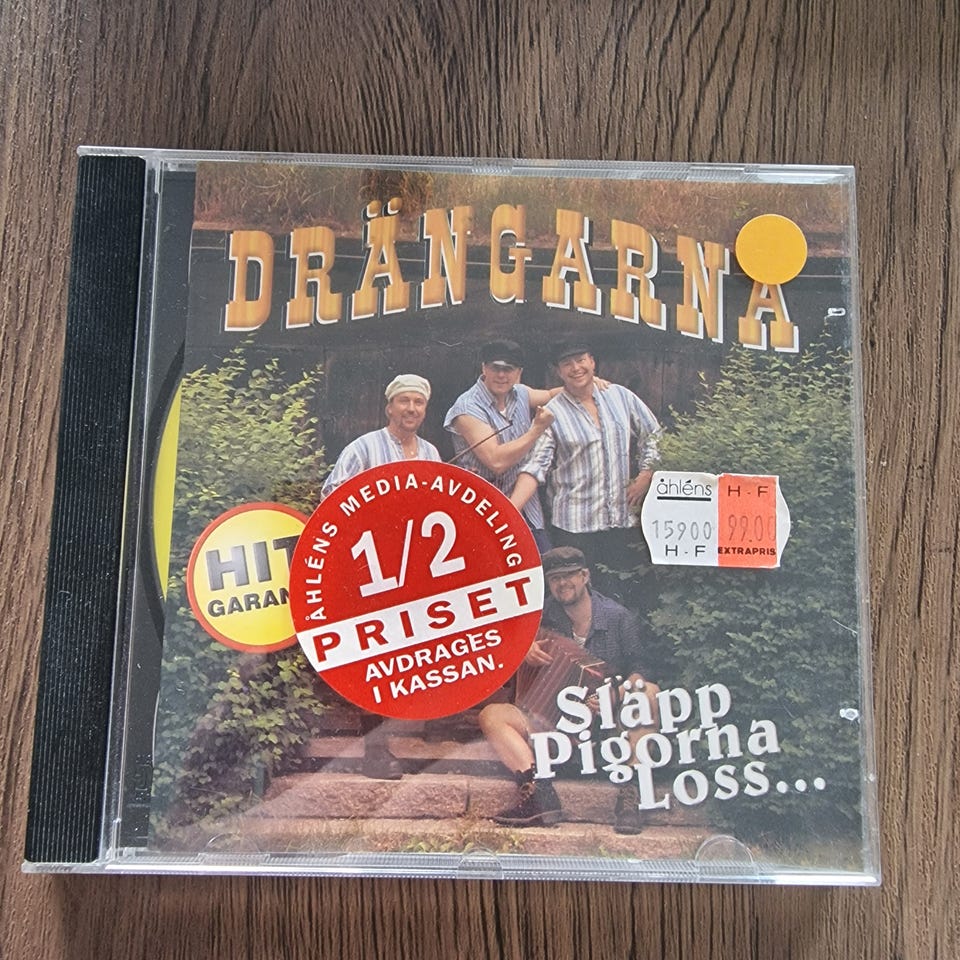 DRÄNGARNA
HIT
GARAN
ÅHLÉNS MEDIA-AVDELING
1/2
PRISET
AVDRAGES
I KASSAN.
åhléns H-F
15900 99.00
H-F EXTRAPRIS
Släpp
Pigorna
Loss...